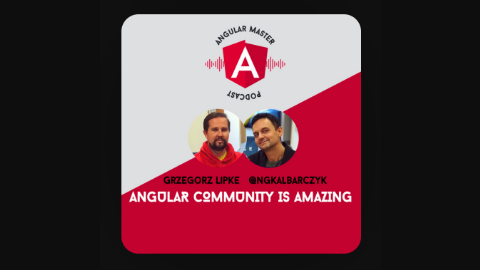 ANGULAR MASTER
A
PODCAST
GRZEGORZ LIPKE @NGKALBARCZYK
ANGULAR COMMUNITY IS AMAZING